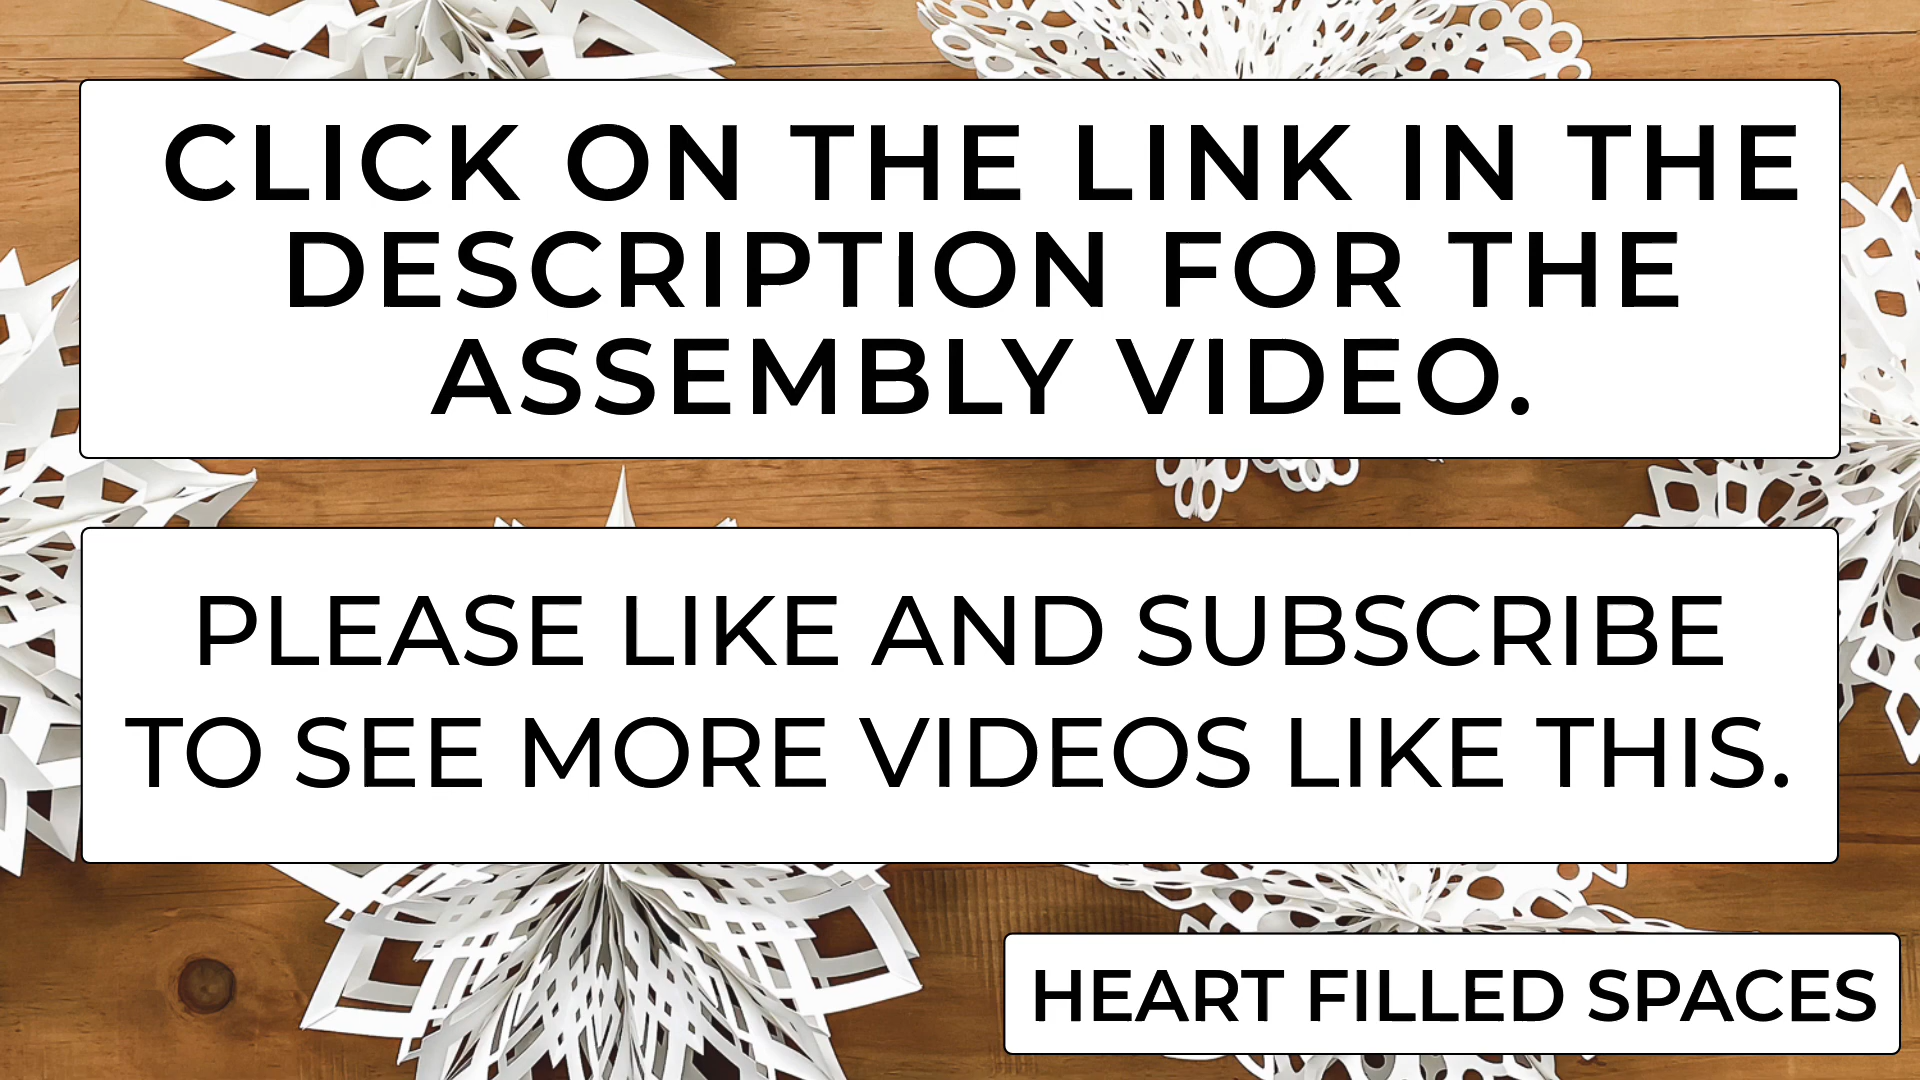 CLICK ON THE LINK IN THE
DESCRIPTION FOR THE
ASSEMBLY VIDEO.
PLEASE LIKE AND SUBSCRIBE
TO SEE MORE VIDEOS LIKE THIS.
HEART FILLED SPACES